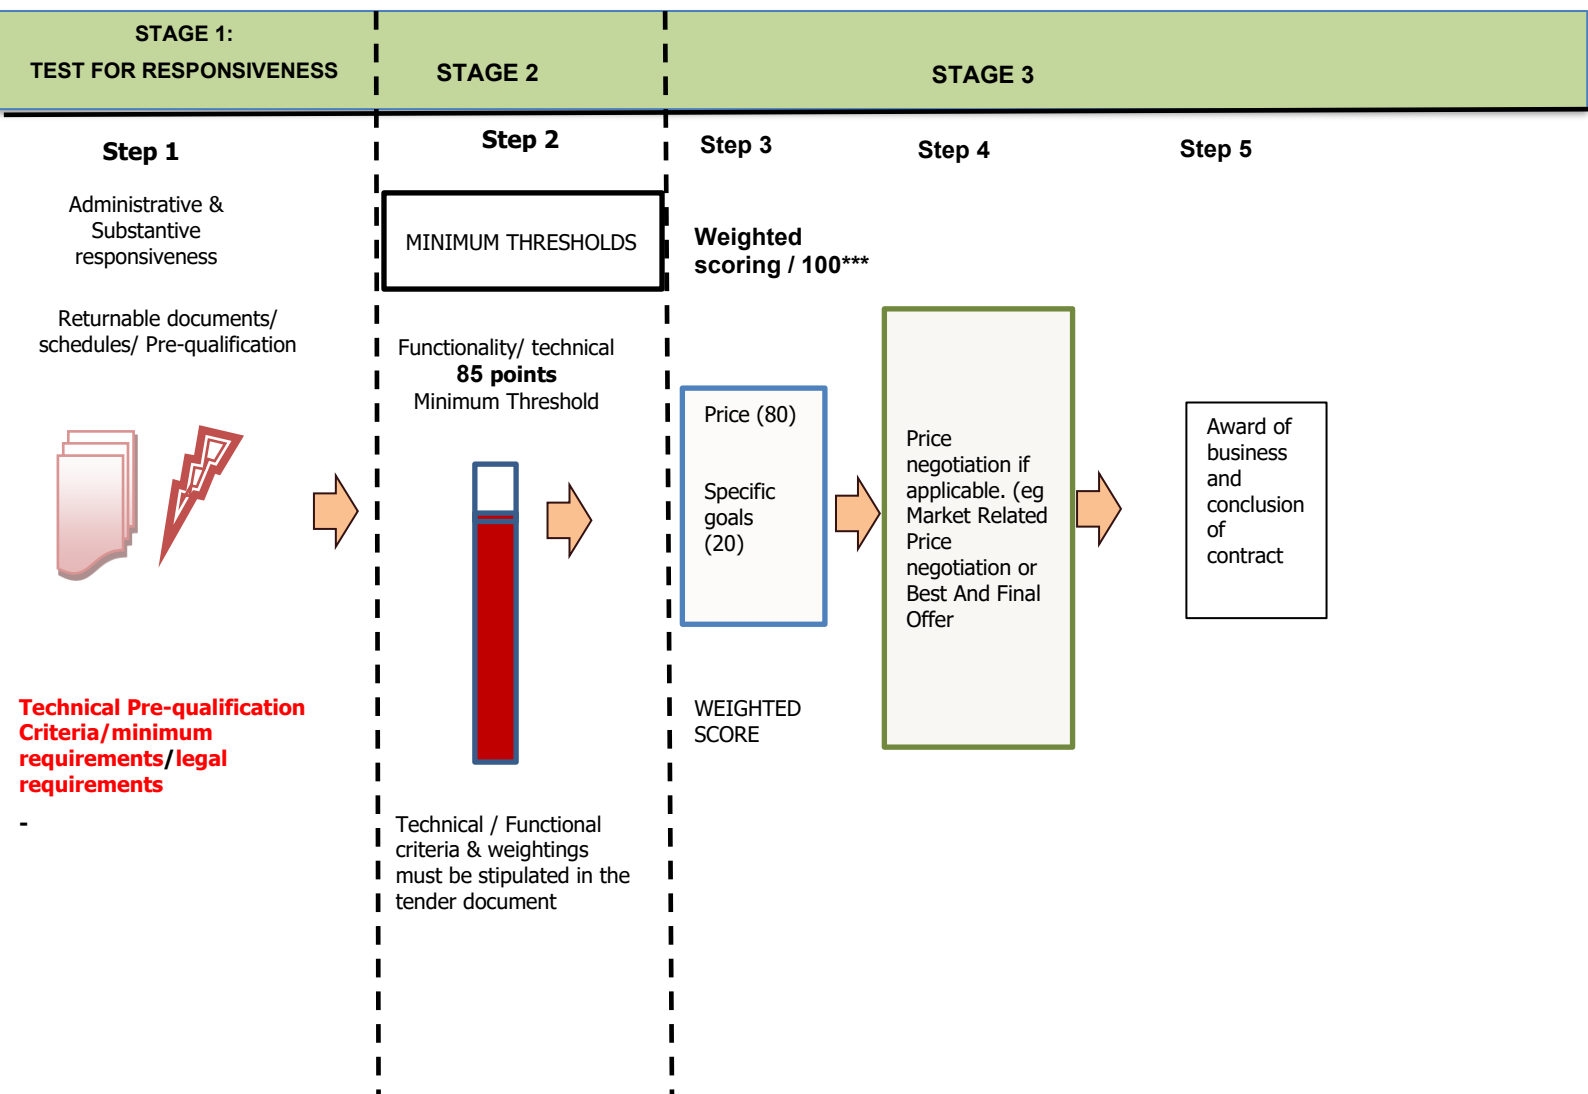 STAGE 1:
TEST FOR RESPONSIVENESS
STAGE 2
STAGE 3
Step 1
Administrative &
Substantive
responsiveness
Returnable documents/
schedules/ Pre-qualification
Technical Pre-qualification
Criteria/minimum
requirements/legal
requirements
-
Step 2
MINIMUM THRESHOLDS
Functionality/ technical
85 points
Minimum Threshold
Technical / Functional
criteria & weightings
must be stipulated in the
tender document
Step 3
Weighted
scoring / 100***
Price (80)
Specific
goals
(20)
WEIGHTED
SCORE
Step 4
Price
negotiation if
applicable. (eg
Market Related
Price
negotiation or
Best And Final
Offer
Step 5
Award of
business
and
conclusion
of
contract